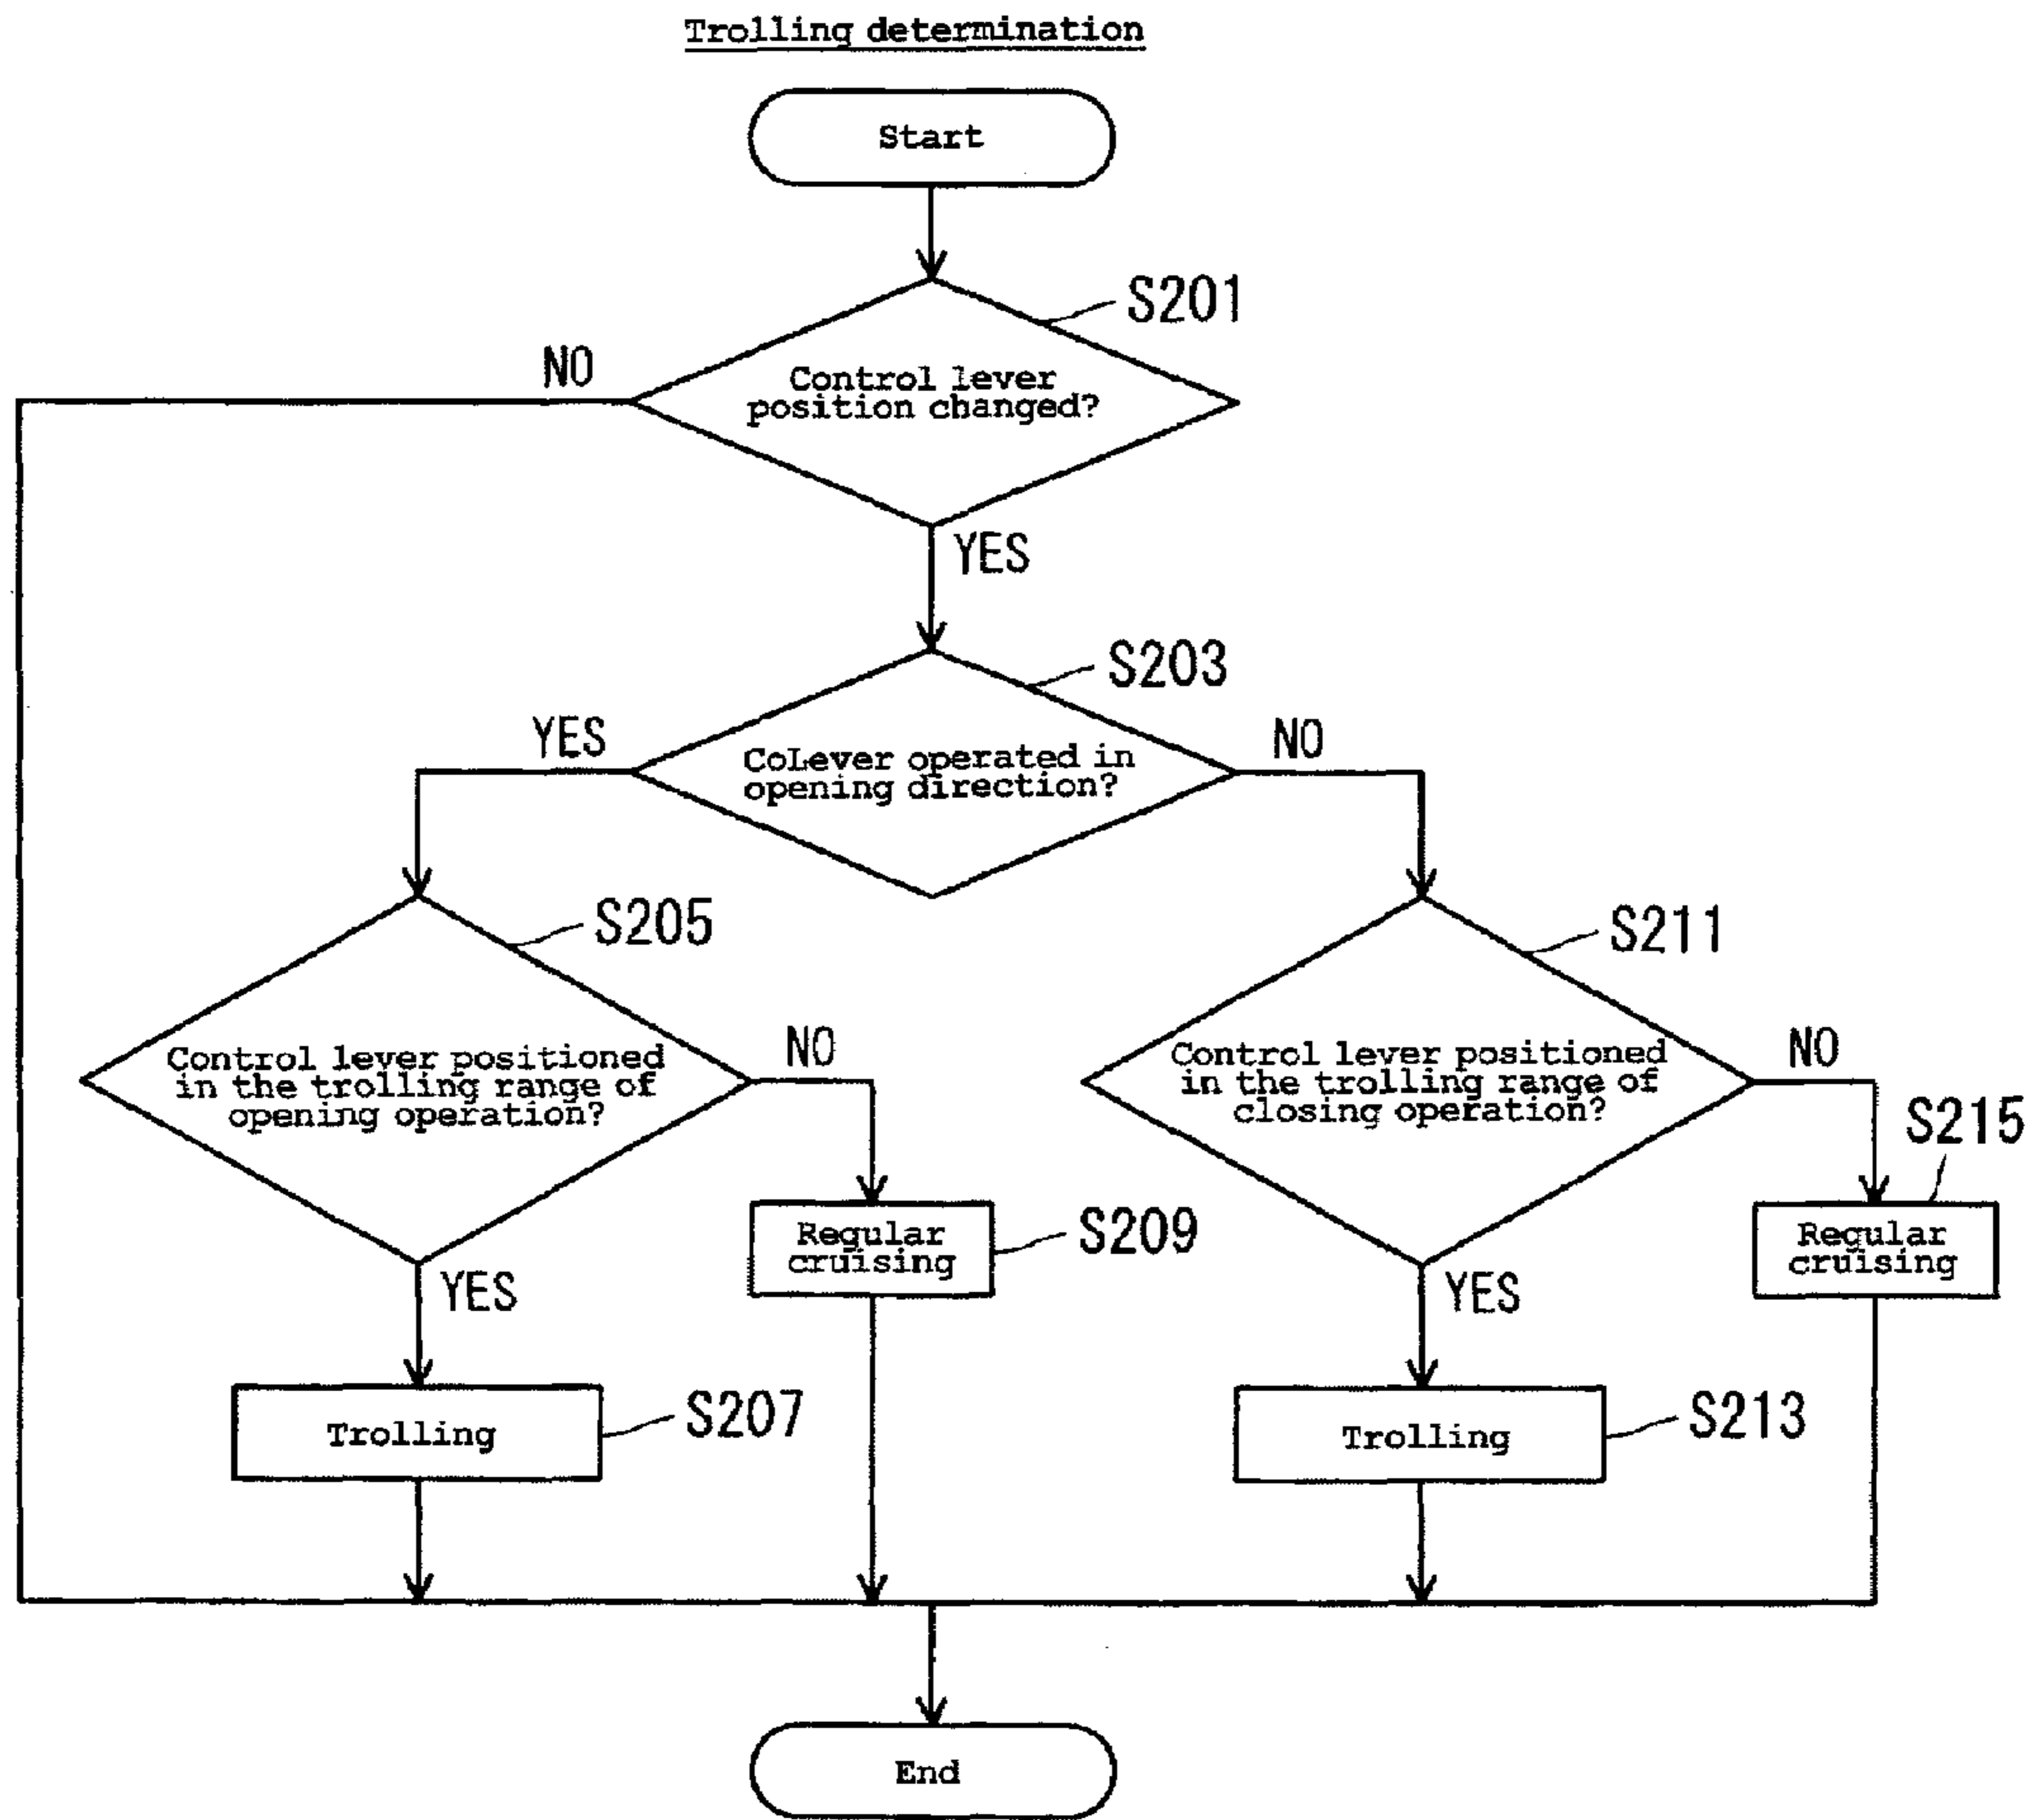 Trolling determination
Start
S201
NO
Control lever
position changed?
YES
S203
YES
NO
CoLever operated in
opening direction?
S205
S211
Control lever positioned
in the trolling range of
opening operation?
NO
Control lever positioned
in the trolling range of
closing operation?
NO
S215
Regular
cruising
S209
Regular
cruising
YES
YES
Trolling
S207
Trolling
S213
End